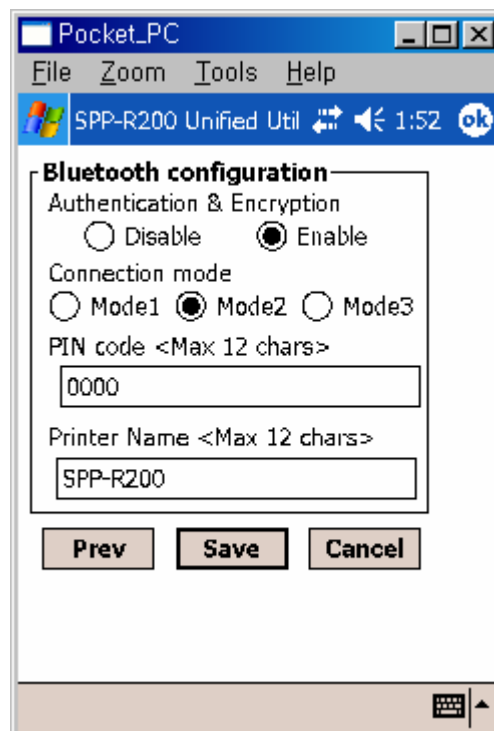 Pocket_PC
File Zoom Tools Help
SPP-R200 Unified Util 1:52 ok
Bluetooth configuration
Authentication & Encryption
Disable Enable
Connection mode
Mode1 Mode2 Mode3
PIN code <Max 12 chars>
0000
Printer Name <Max 12 chars>
SPP-R200
Prev Save Cancel